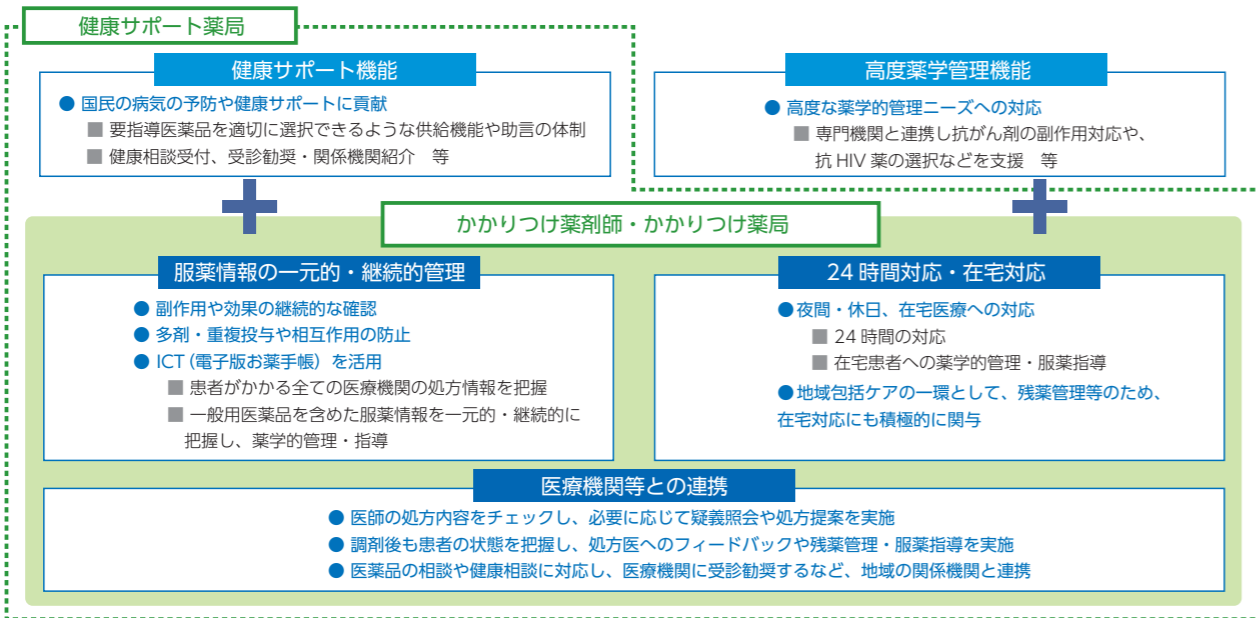 健康サポート薬局
健康サポート機能
● 国民の病気の予防や健康サポートに貢献
■ 要指導医薬品を適切に選択できるような供給機能や助言の体制
■ 健康相談受付、受診勧奨・関係機関紹介 等
高度薬学管理機能
● 高度な薬学的管理ニーズへの対応
■ 専門機関と連携し抗がん剤の副作用対応や、
抗 HIV 薬の選択などを支援 等
かかりつけ薬剤師・かかりつけ薬局
服薬情報の一元的・継続的管理
● 副作用や効果の継続的な確認
● 多剤・重複投与や相互作用の防止
● ICT（電子版お薬手帳）を活用
■ 患者がかかる全ての医療機関の処方情報を把握
■ 一般用医薬品を含めた服薬情報を一元的・継続的に
把握し、薬学的管理・指導
24 時間対応・在宅対応
● 夜間・休日、在宅医療への対応
■ 24 時間の対応
■ 在宅患者への薬学的管理・服薬指導
● 地域包括ケアの一環として、残薬管理等のため、
在宅対応にも積極的に関与
医療機関等との連携
● 医師の処方内容をチェックし、必要に応じて疑義照会や処方提案を実施
● 調剤後も患者の状態を把握し、処方医へのフィードバックや残薬管理・服薬指導を実施
● 医薬品の相談や健康相談に対応し、医療機関に受診勧奨するなど、地域の関係機関と連携